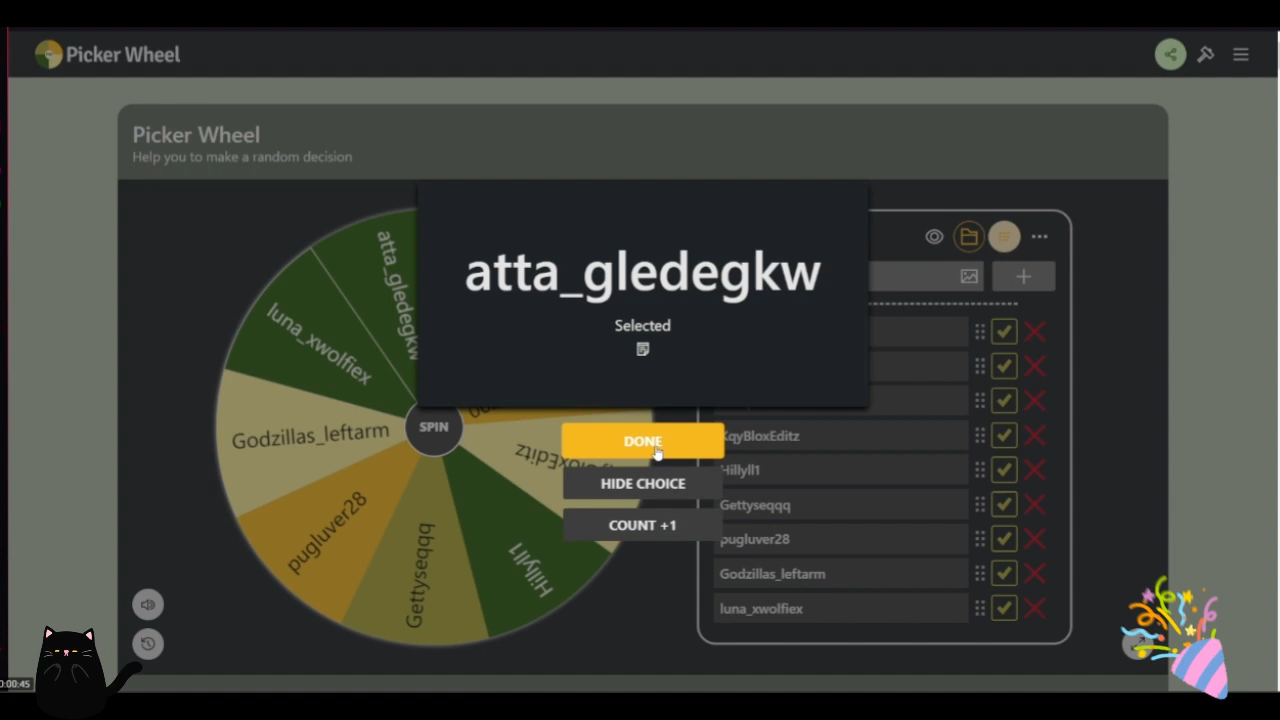 Picker Wheel
Picker Wheel
Help you to make a random decision
atta_gledegkw
Selected
atta_gledegkw
luna_xwolfiex
Godzillas_leftarm
pugluver28
Gettyseqqq
Hillyll1
SPIN
DONE
HIDE CHOICE
COUNT +1
KqyBloxEditz
Hillyll1
Gettyseqqq
pugluver28
Godzillas_leftarm
luna_xwolfiex
0:00:45